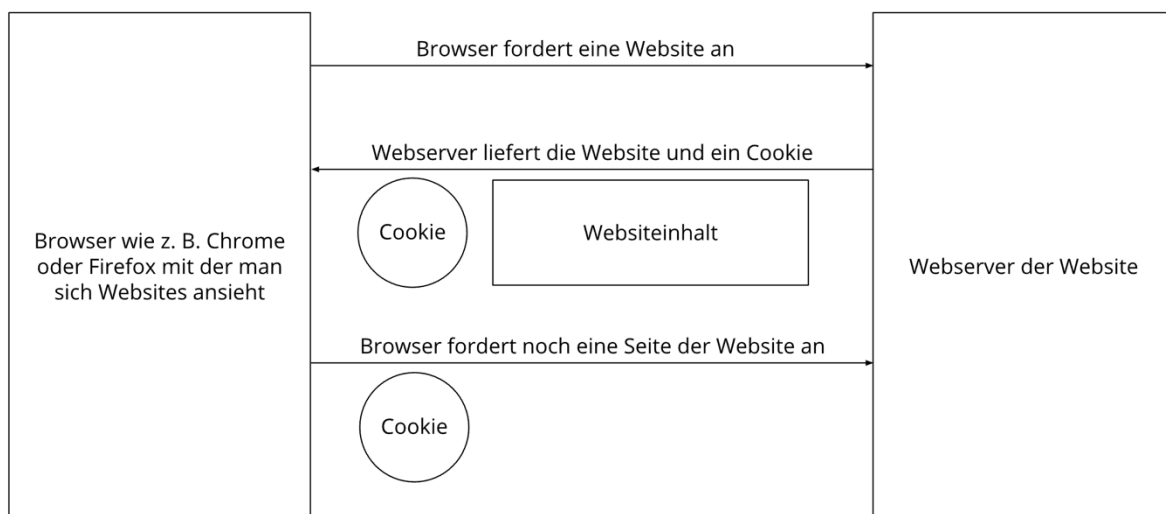 Browser fordert eine Website an
Webserver liefert die Website und ein Cookie
Cookie
Websiteinhalt
Browser wie z. B. Chrome
oder Firefox mit der man
sich Websites ansieht
Webserver der Website
Browser fordert noch eine Seite der Website an
Cookie